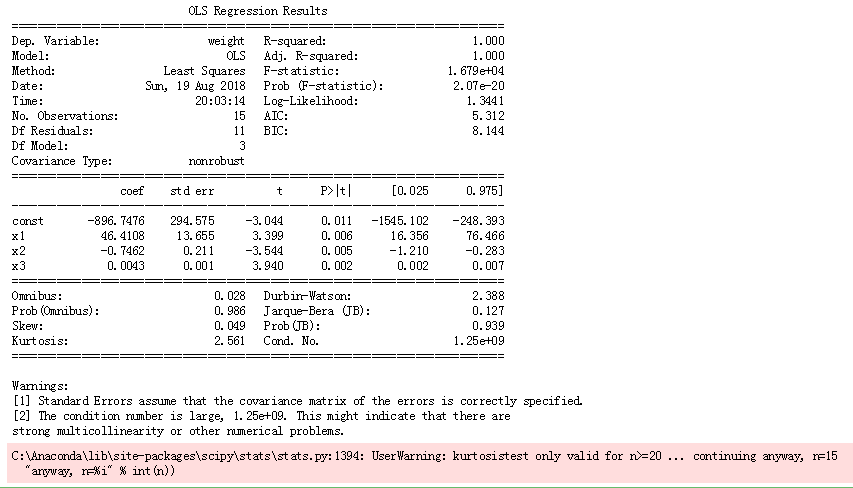 OLS Regression Results
==============================================================================
Dep. Variable: weight R-squared: 1.000
Model: OLS Adj. R-squared: 1.000
Method: Least Squares F-statistic: 1.679e+04
Date: Sun, 19 Aug 2018 Prob (F-statistic): 2.07e-20
Time: 20:03:14 Log-Likelihood: 1.3441
No. Observations: 15 AIC: 5.312
Df Residuals: 11 BIC: 8.144
Df Model: 3
Covariance Type: nonrobust
==============================================================================
coef std err t P>|t| [0.025 0.975]
------------------------------------------------------------------------------
const -896.7476 294.575 -3.044 0.011 -1545.102 -248.393
x1 46.4108 13.655 3.399 0.006 16.356 76.466
x2 -0.7462 0.211 -3.544 0.005 -1.210 -0.283
x3 0.0043 0.001 3.940 0.002 0.002 0.007
==============================================================================
Omnibus: 0.028 Durbin-Watson: 2.388
Prob(Omnibus): 0.986 Jarque-Bera (JB): 0.127
Skew: 0.049 Prob(JB): 0.939
Kurtosis: 2.561 Cond. No. 1.25e+09
==============================================================================
Warnings:
[1] Standard Errors assume that the covariance matrix of the errors is correctly specified.
[2] The condition number is large, 1.25e+09. This might indicate that there are
strong multicollinearity or other numerical problems.
C:\Anaconda\lib\site-packages\scipy\stats\stats.py:1394: UserWarning: kurtosistest only valid for n>=20 ... continuing anyway, n=15
"anyway, n=%i" % int(n))